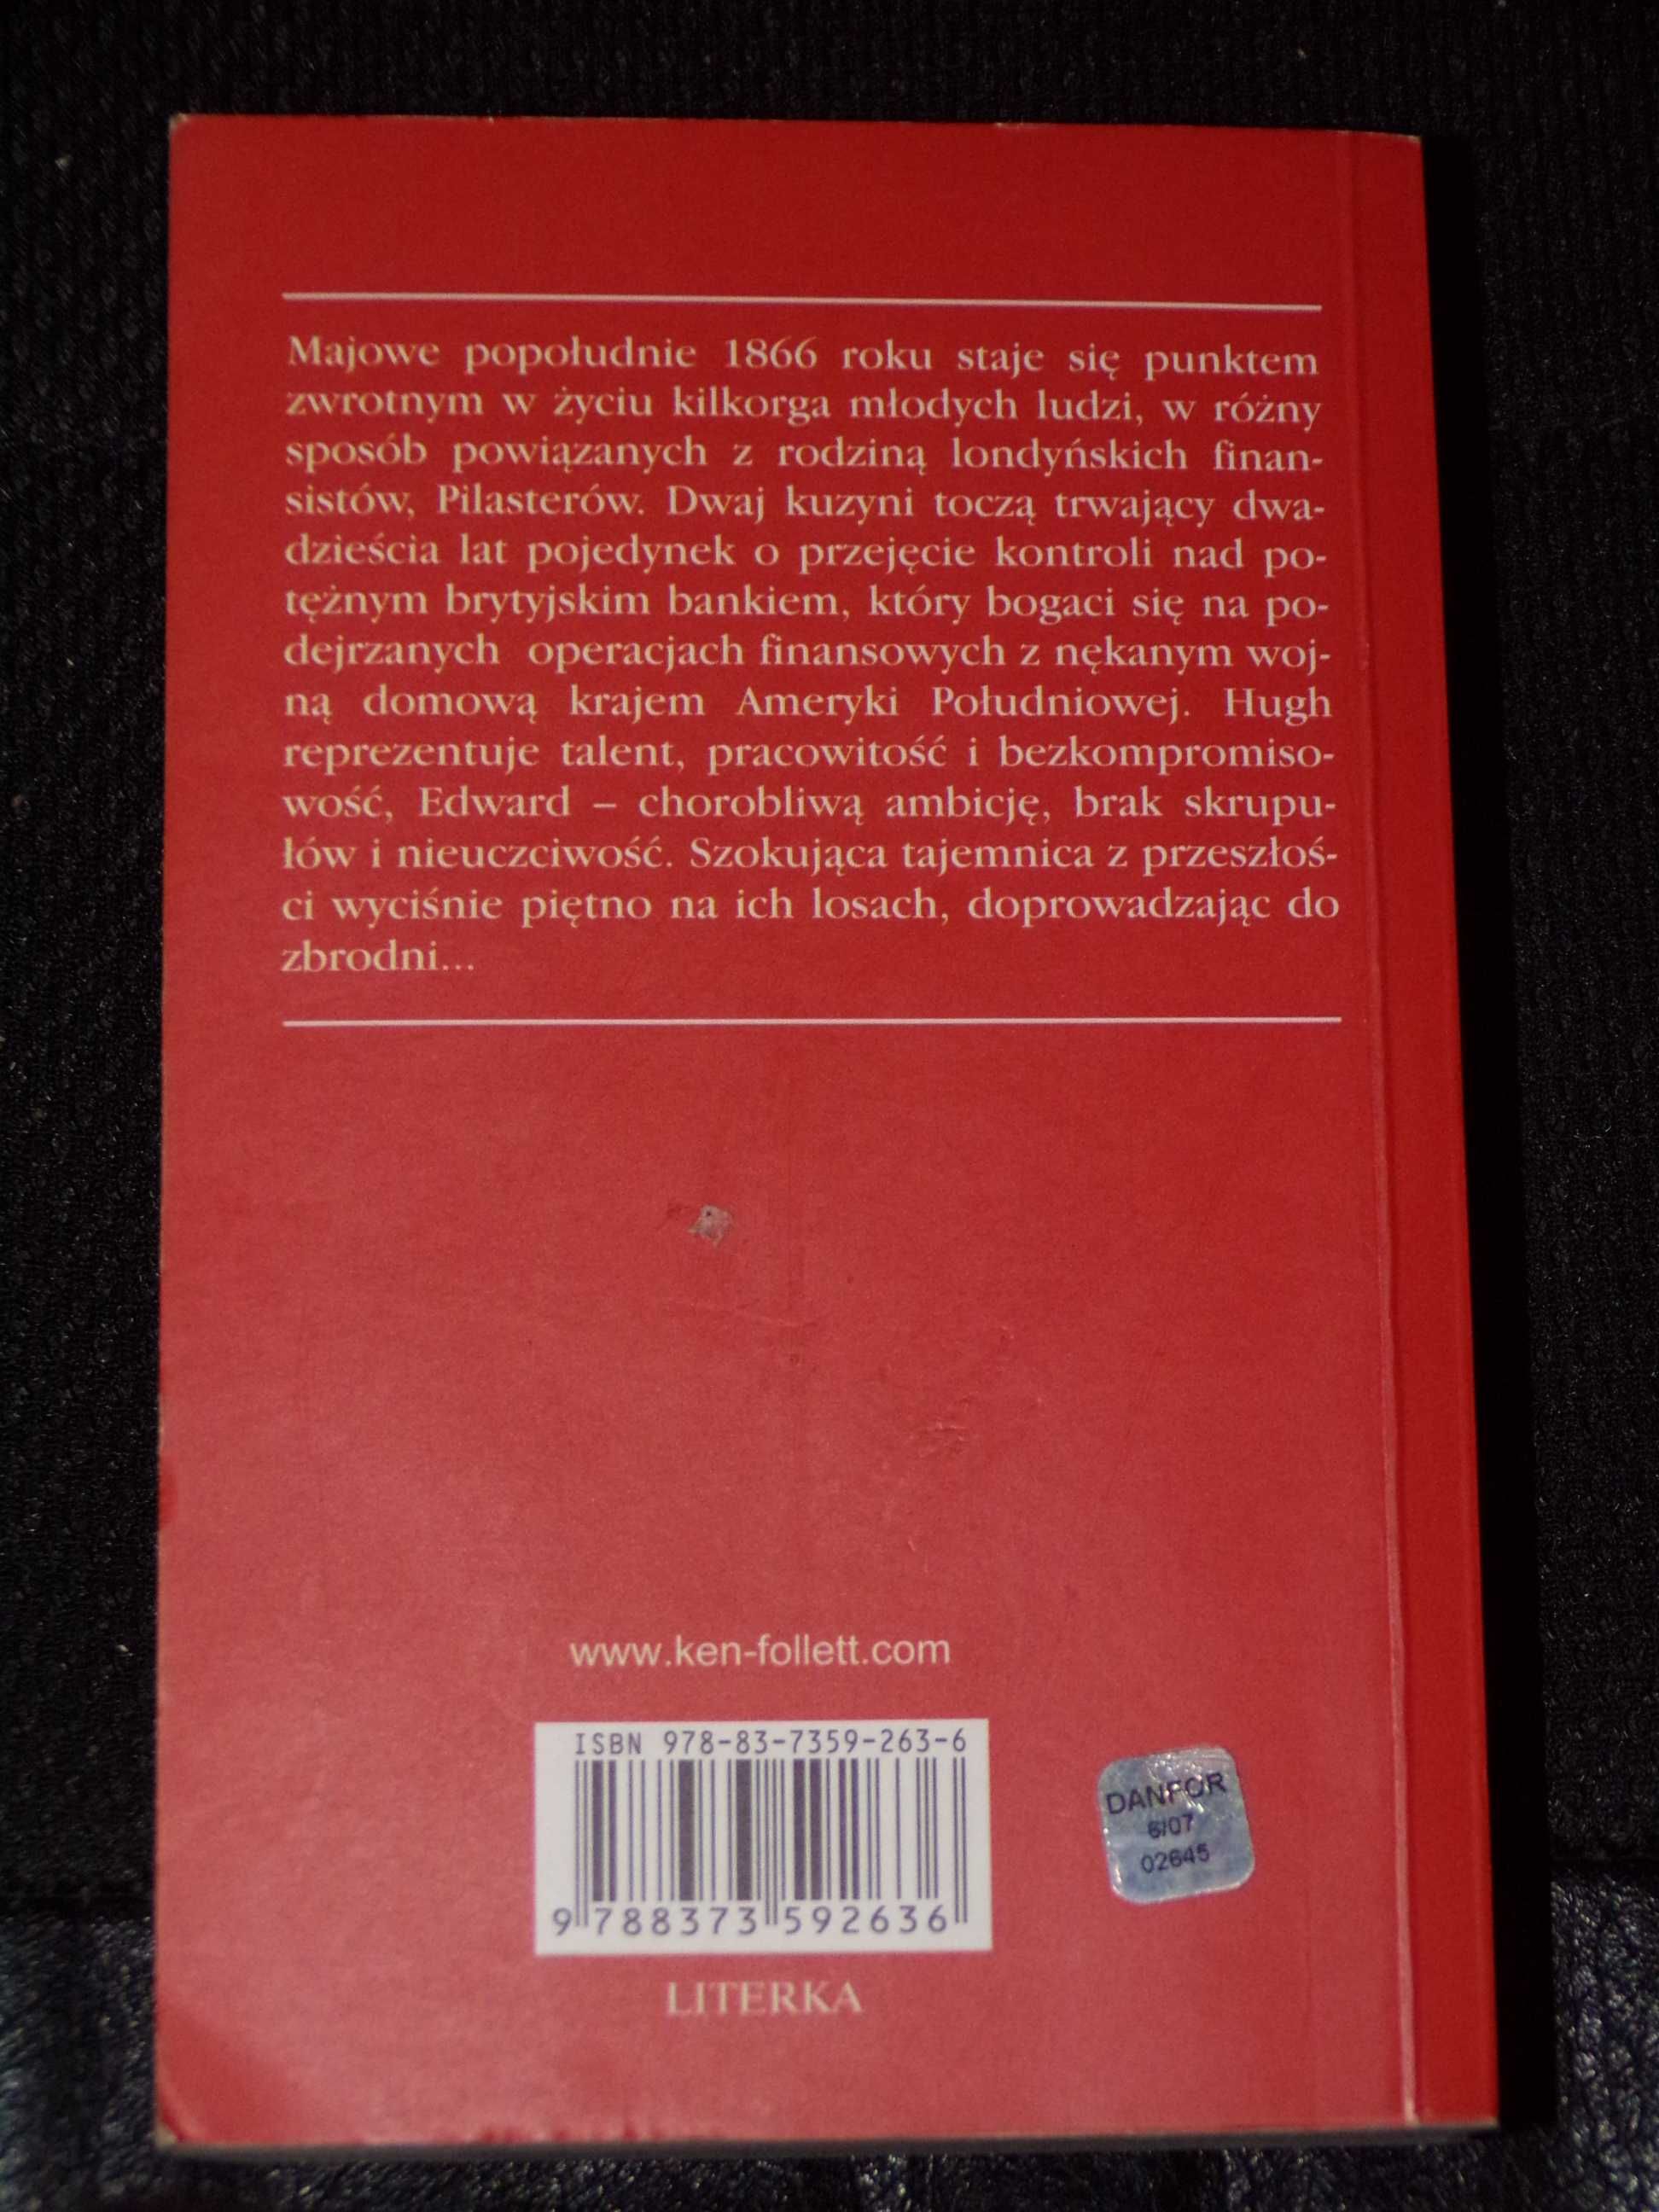 Majowe popołudnie 1866 roku staje się punktem
zwrotnym w życiu kilkorga młodych ludzi, w różny
sposób powiązanych z rodziną londyńskich finan-
sistów, Pilasterów. Dwaj kuzyni toczą trwający dwa-
dzieścia lat pojedynek o przejęcie kontroli nad po-
tężnym brytyjskim bankiem, który bogaci się na po-
dejrzanych operacjach finansowych z nękanym woj-
ną domową krajem Ameryki Południowej. Hugh
reprezentuje talent, pracowitość i bezkompromiso-
wość, Edward – chorobliwą ambicję, brak skrupu-
łów i nieuczciwość. Szokująca tajemnica z przeszłoś-
ci wyciśnie piętno na ich losach, doprowadzając do
zbrodni...
www.ken-follett.com
ISBN 978-83-7359-263-6
9 788373 592636
DANFOR
6/07
02645
LITERKA